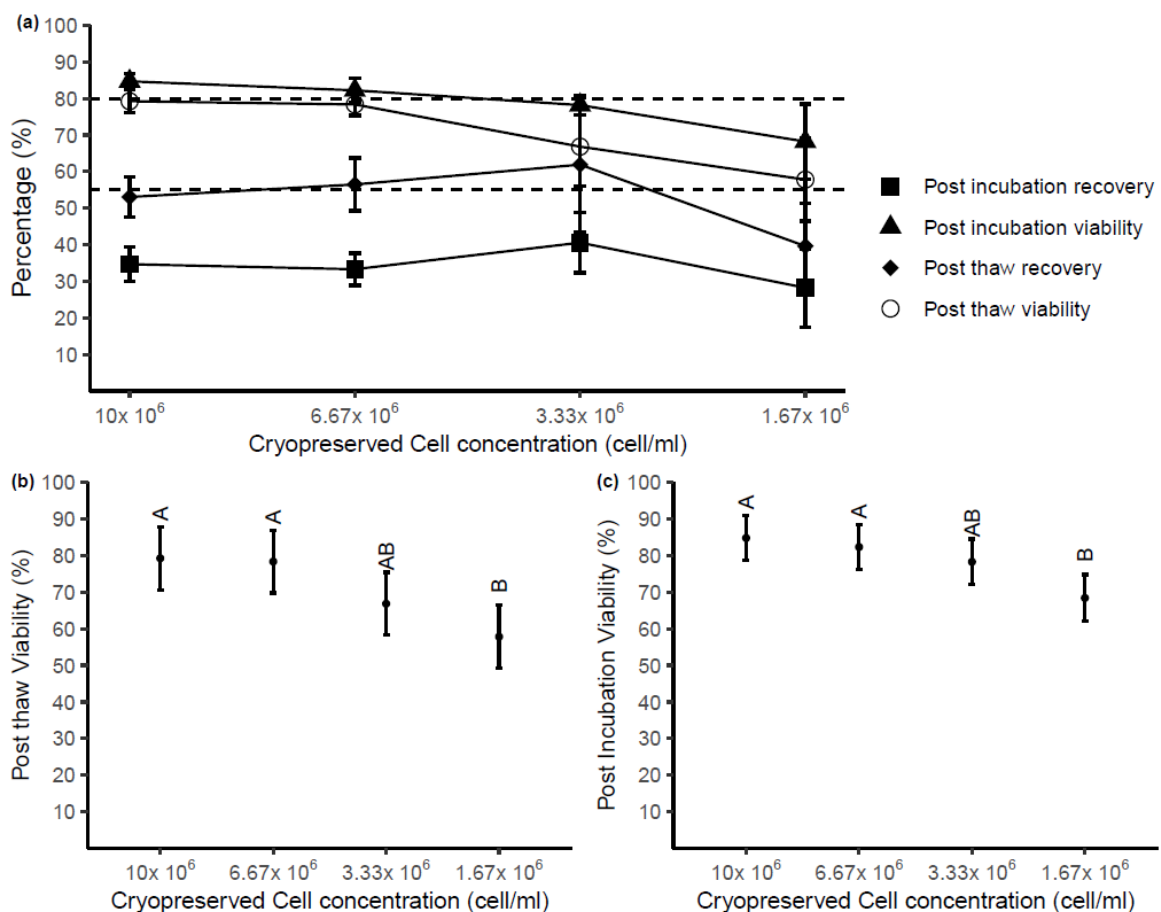 (a)
100
90
80
70
60
50
40
30
20
10
Percentage (%)
10x 10⁶ 6.67x 10⁶ 3.33x 10⁶ 1.67x 10⁶
Cryopreserved Cell concentration (cell/ml)
Post incubation recovery
Post incubation viability
Post thaw recovery
Post thaw viability
(b)
100
90
80
70
60
50
40
30
20
10
Post thaw Viability (%)
A A AB B
10x 10⁶ 6.67x 10⁶ 3.33x 10⁶ 1.67x 10⁶
Cryopreserved Cell concentration (cell/ml)
(c)
100
90
80
70
60
50
40
30
20
10
Post Incubation Viability (%)
A A AB B
10x 10⁶ 6.67x 10⁶ 3.33x 10⁶ 1.67x 10⁶
Cryopreserved Cell concentration (cell/ml)